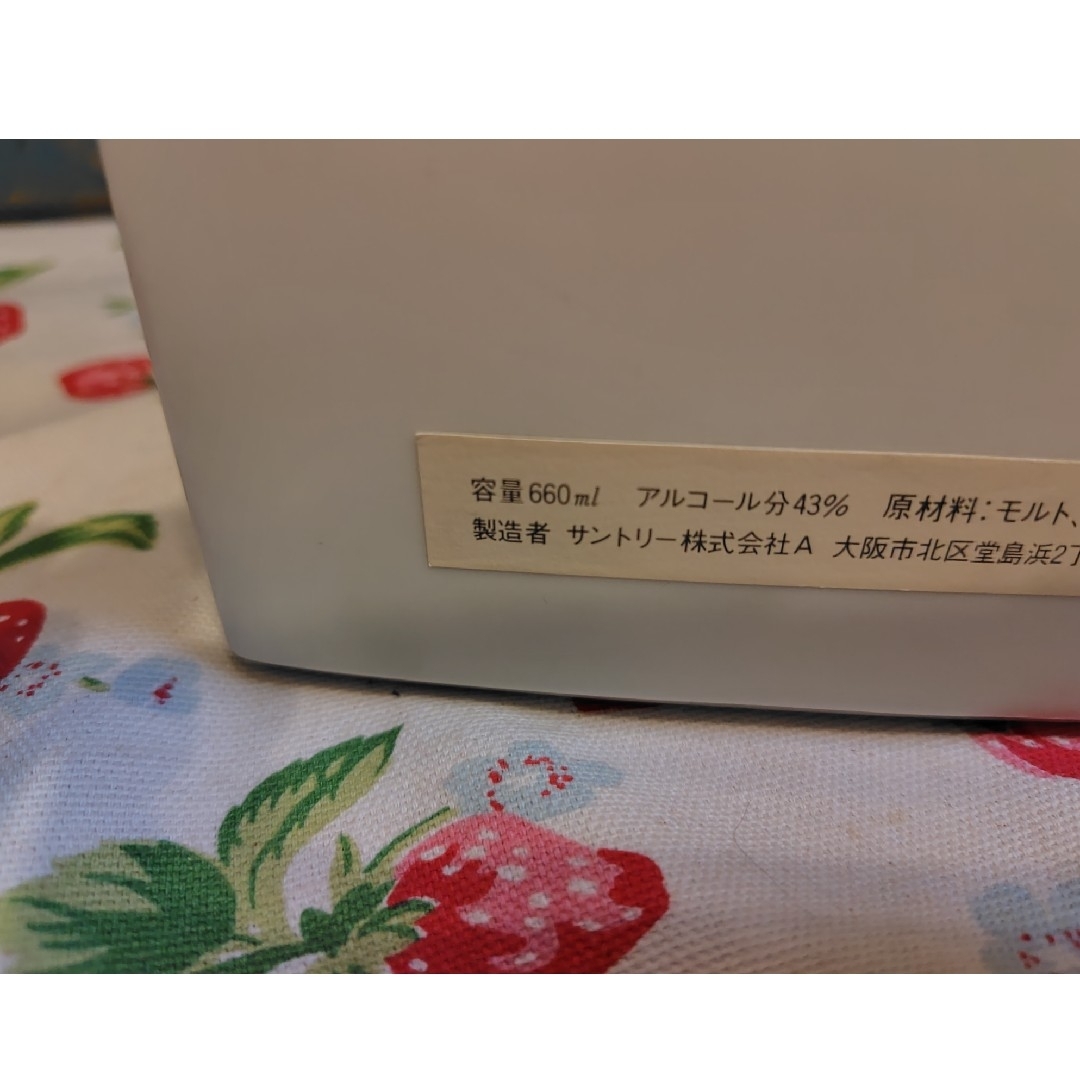 容量660ml アルコール分43% 原材料:モルト、
製造者 サントリー株式会社A 大阪市北区堂島浜2丁